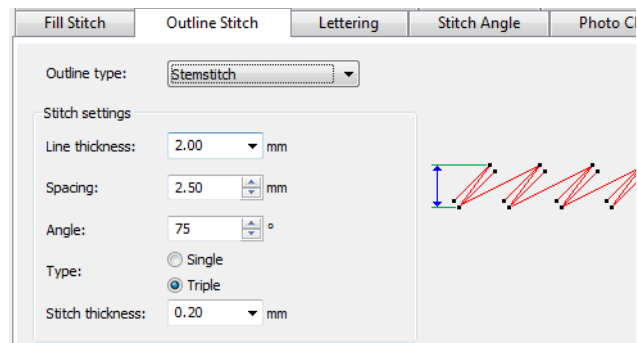 Fill Stitch Outline Stitch Lettering Stitch Angle Photo
Outline type: Stemstitch
Stitch settings
Line thickness: 2.00 mm
Spacing: 2.50 mm
Angle: 75 °
Type: Single
Triple
Stitch thickness: 0.20 mm